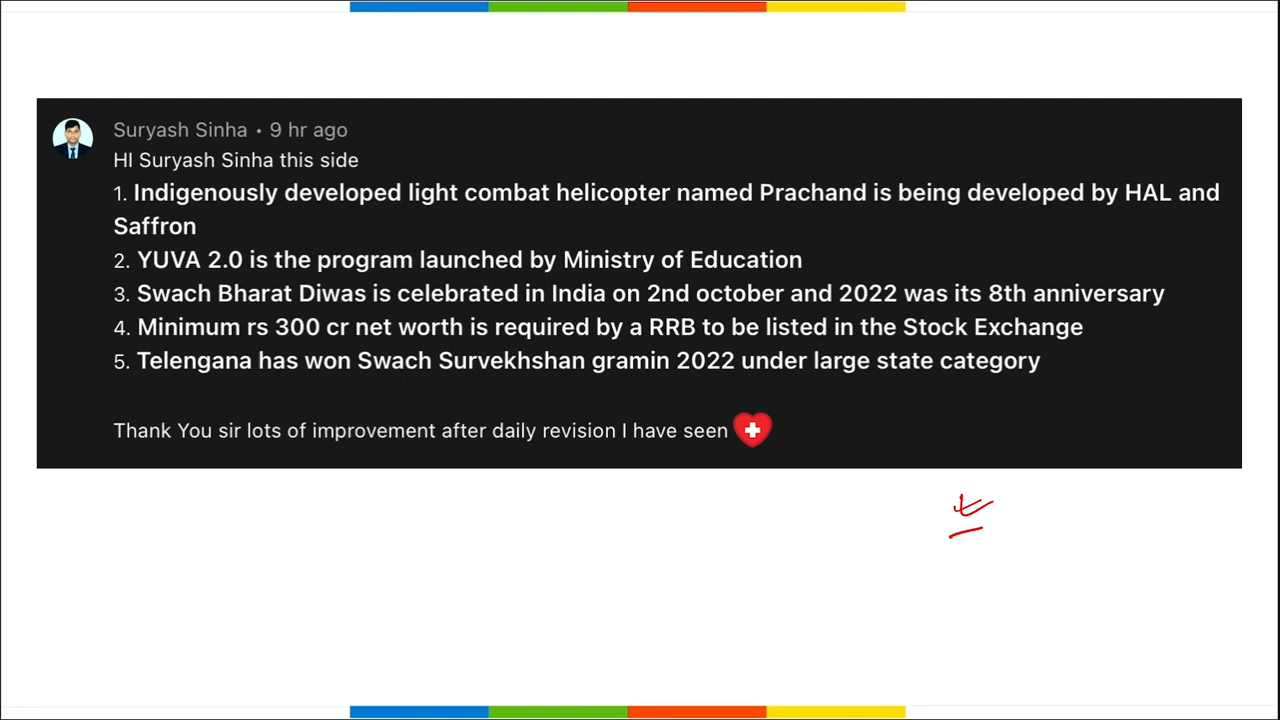 Suryash Sinha • 9 hr ago
HI Suryash Sinha this side
1. Indigenously developed light combat helicopter named Prachand is being developed by HAL and
Saffron
2. YUVA 2.0 is the program launched by Ministry of Education
3. Swach Bharat Diwas is celebrated in India on 2nd october and 2022 was its 8th anniversary
4. Minimum rs 300 cr net worth is required by a RRB to be listed in the Stock Exchange
5. Telengana has won Swach Survekhshan gramin 2022 under large state category
Thank You sir lots of improvement after daily revision I have seen